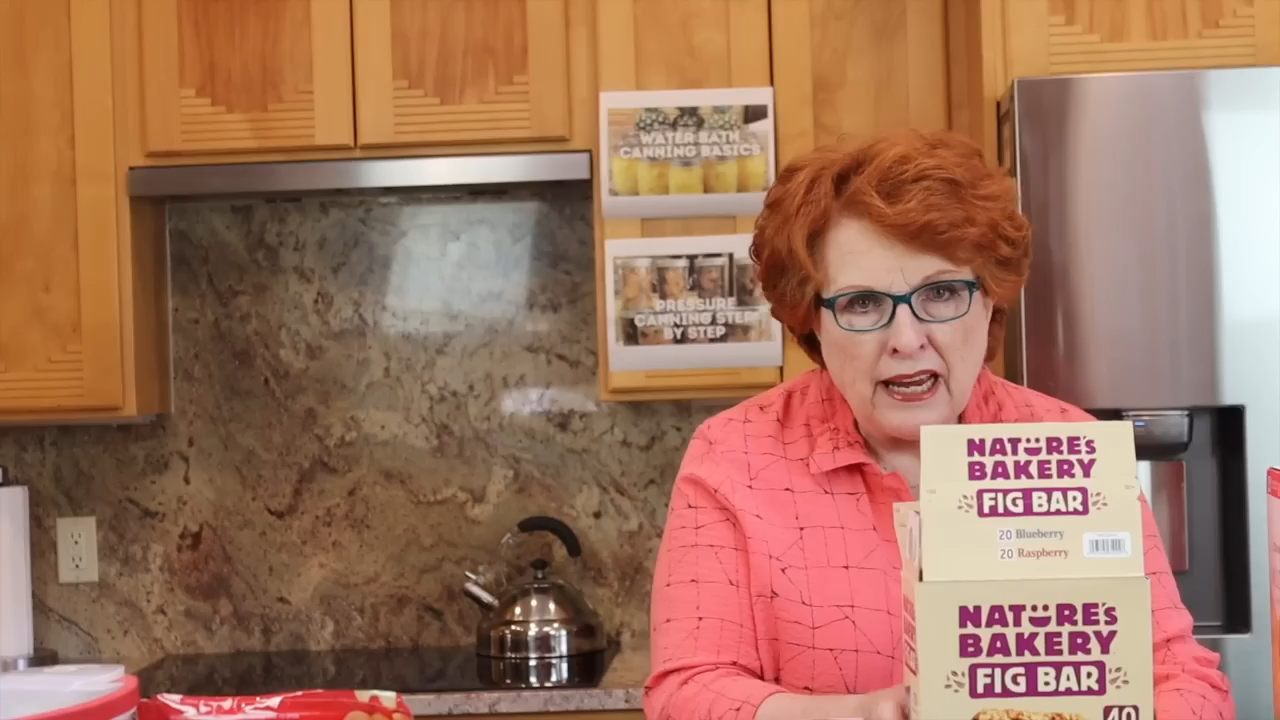 WATER BATH
CANNING BASICS
PRESSURE
CANNING STEP
BY STEP
NATURE'S
BAKERY
FIG BAR
20 Blueberry
20 Raspberry
NATURE'S
BAKERY
FIG BAR
40